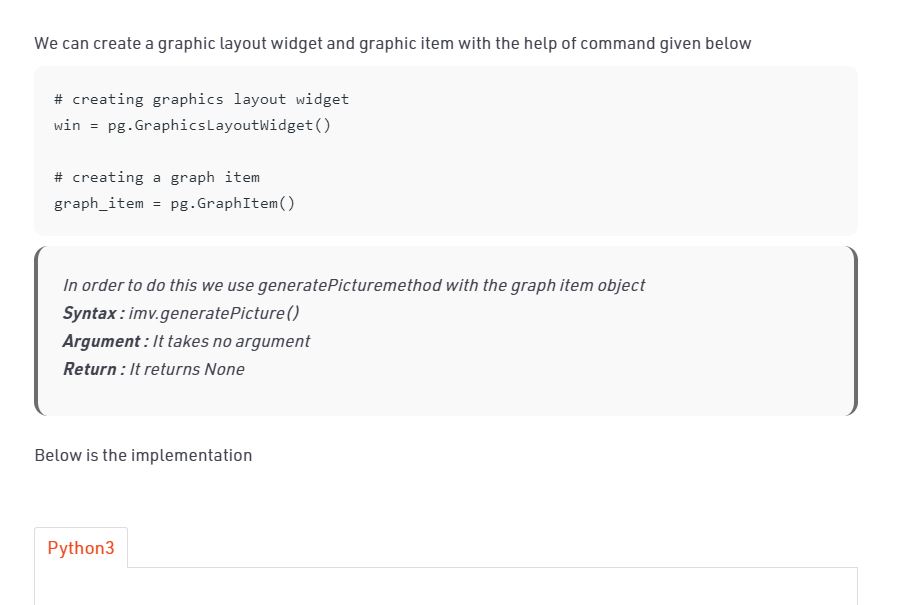 We can create a graphic layout widget and graphic item with the help of command given below
# creating graphics layout widget
win = pg.GraphicsLayoutWidget()
# creating a graph item
graph_item = pg.GraphItem()
In order to do this we use generatePicturemethod with the graph item object
Syntax : imv.generatePicture()
Argument : It takes no argument
Return : It returns None
Below is the implementation
Python3